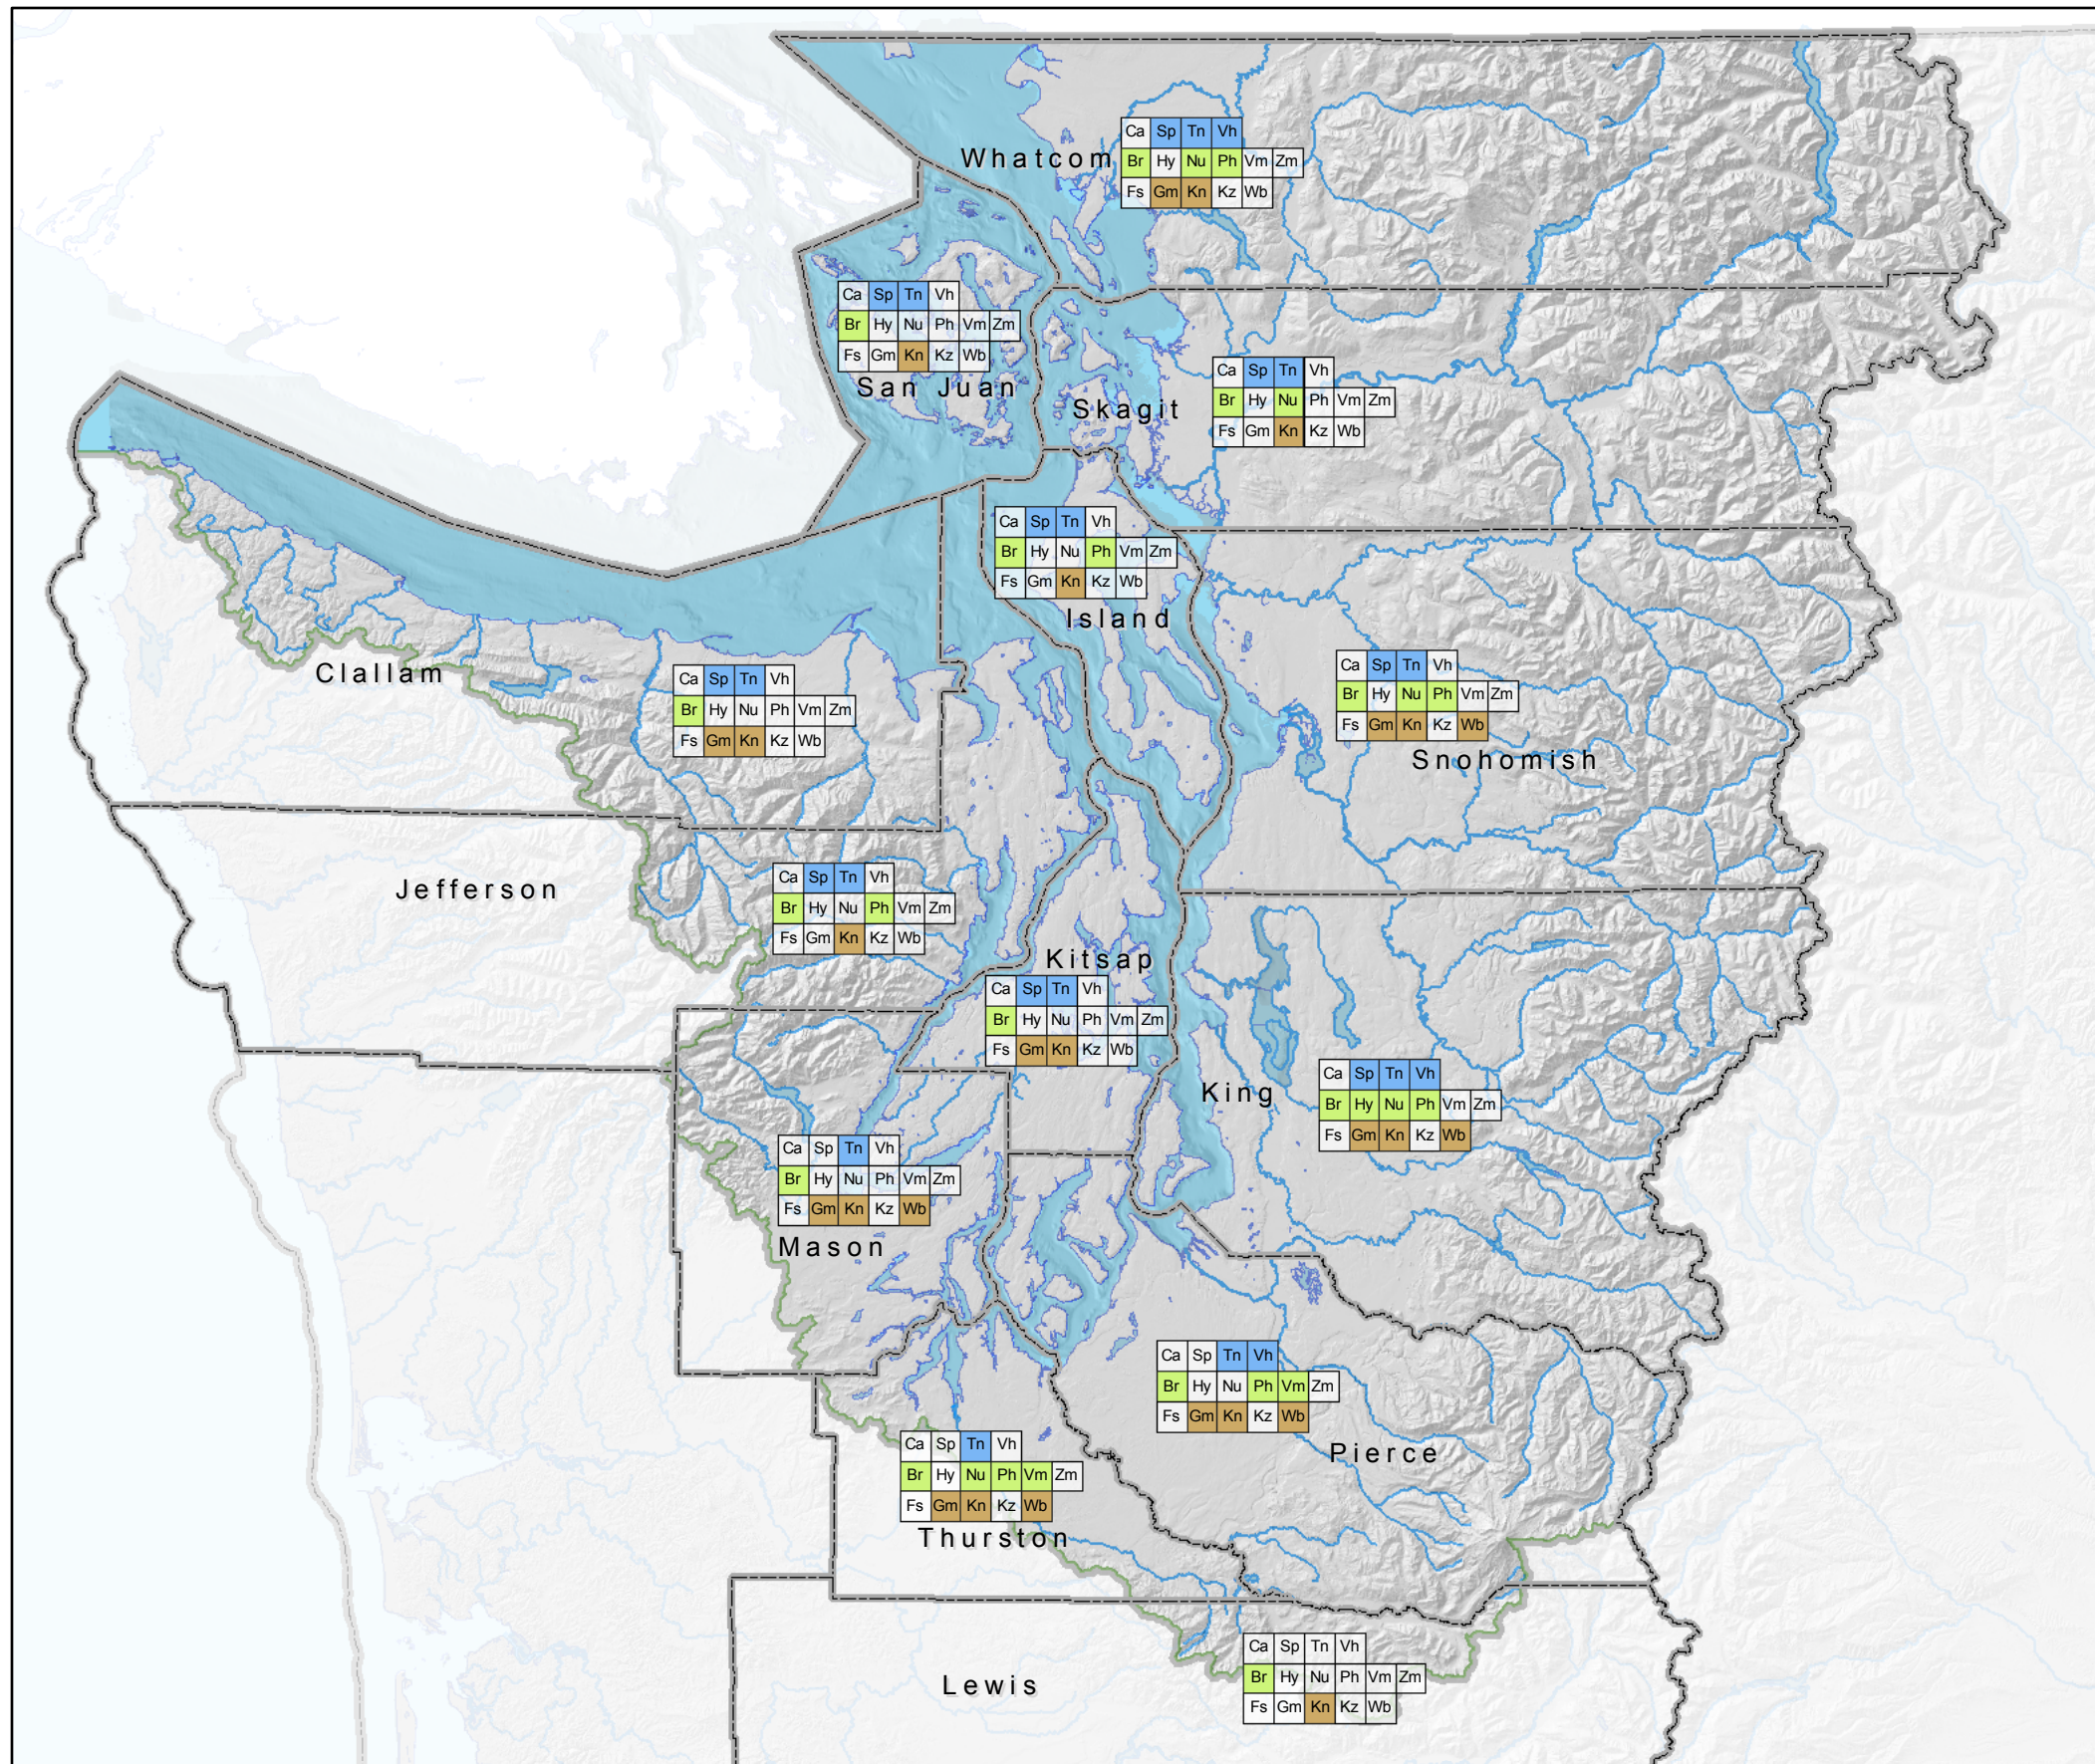 Whatcom
Ca Sp Tn Vh
Br Hy Nu Ph Vm Zm
Fs Gm Kn Kz Wb
Ca Sp Tn Vh
Br Hy Nu Ph Vm Zm
Fs Gm Kn Kz Wb
San Juan
Skagit
Ca Sp Tn Vh
Br Hy Nu Ph Vm Zm
Fs Gm Kn Kz Wb
Ca Sp Tn Vh
Br Hy Nu Ph Vm Zm
Fs Gm Kn Kz Wb
Island
Clallam
Ca Sp Tn Vh
Br Hy Nu Ph Vm Zm
Fs Gm Kn Kz Wb
Ca Sp Tn Vh
Br Hy Nu Ph Vm Zm
Fs Gm Kn Kz Wb
Snohomish
Jefferson
Ca Sp Tn Vh
Br Hy Nu Ph Vm Zm
Fs Gm Kn Kz Wb
Kitsap
Ca Sp Tn Vh
Br Hy Nu Ph Vm Zm
Fs Gm Kn Kz Wb
King
Ca Sp Tn Vh
Br Hy Nu Ph Vm Zm
Fs Gm Kn Kz Wb
Ca Sp Tn Vh
Br Hy Nu Ph Vm Zm
Fs Gm Kn Kz Wb
Mason
Ca Sp Tn Vh
Br Hy Nu Ph Vm Zm
Fs Gm Kn Kz Wb
Pierce
Ca Sp Tn Vh
Br Hy Nu Ph Vm Zm
Fs Gm Kn Kz Wb
Thurston
Ca Sp Tn Vh
Br Hy Nu Ph Vm Zm
Fs Gm Kn Kz Wb
Lewis